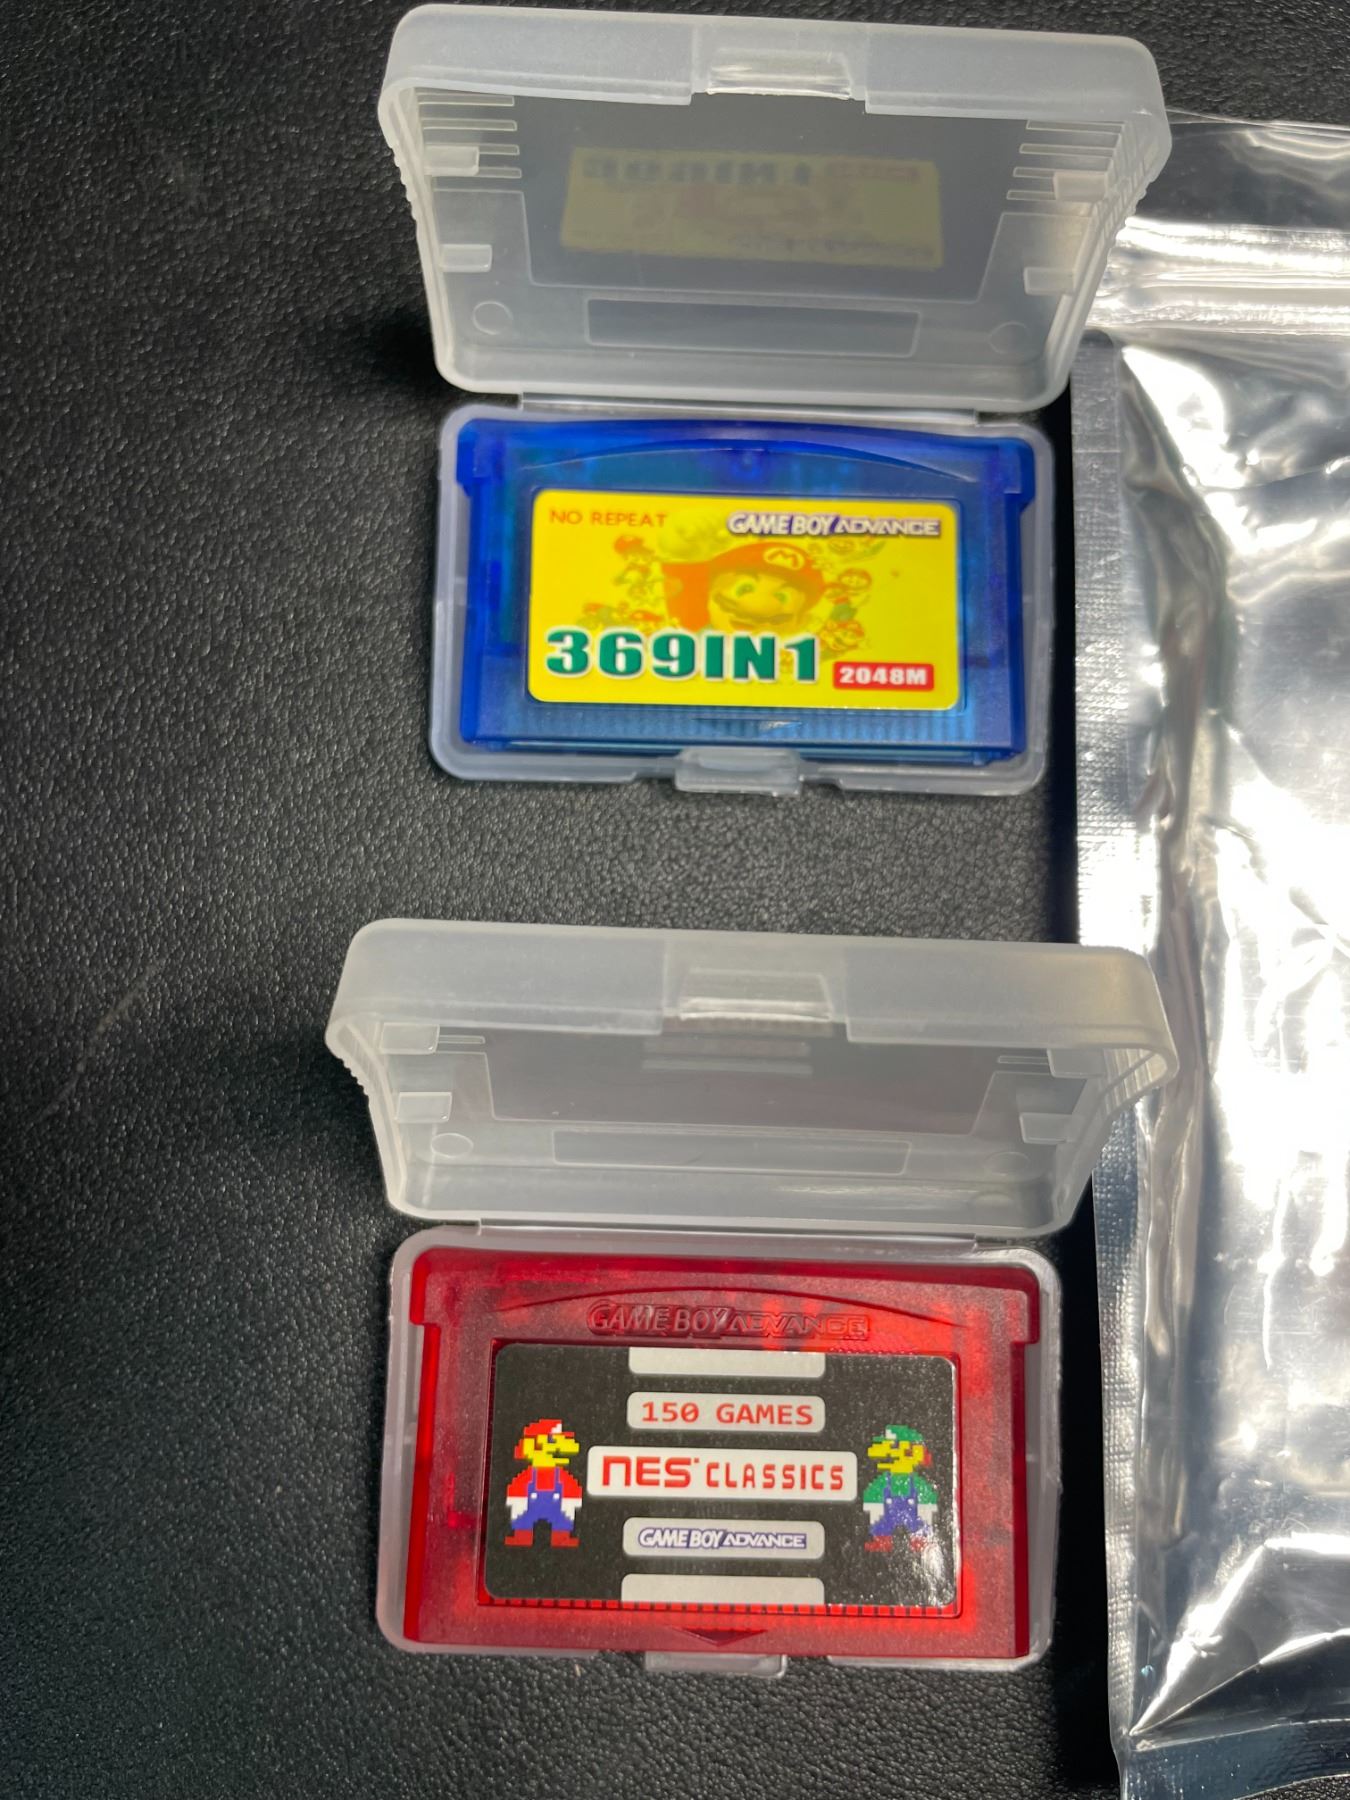 NO REPEAT
GAME BOY ADVANCE
M
369IN1
2048M
GAME BOY ADVANCE
150 GAMES
NES CLASSICS
GAME BOY ADVANCE